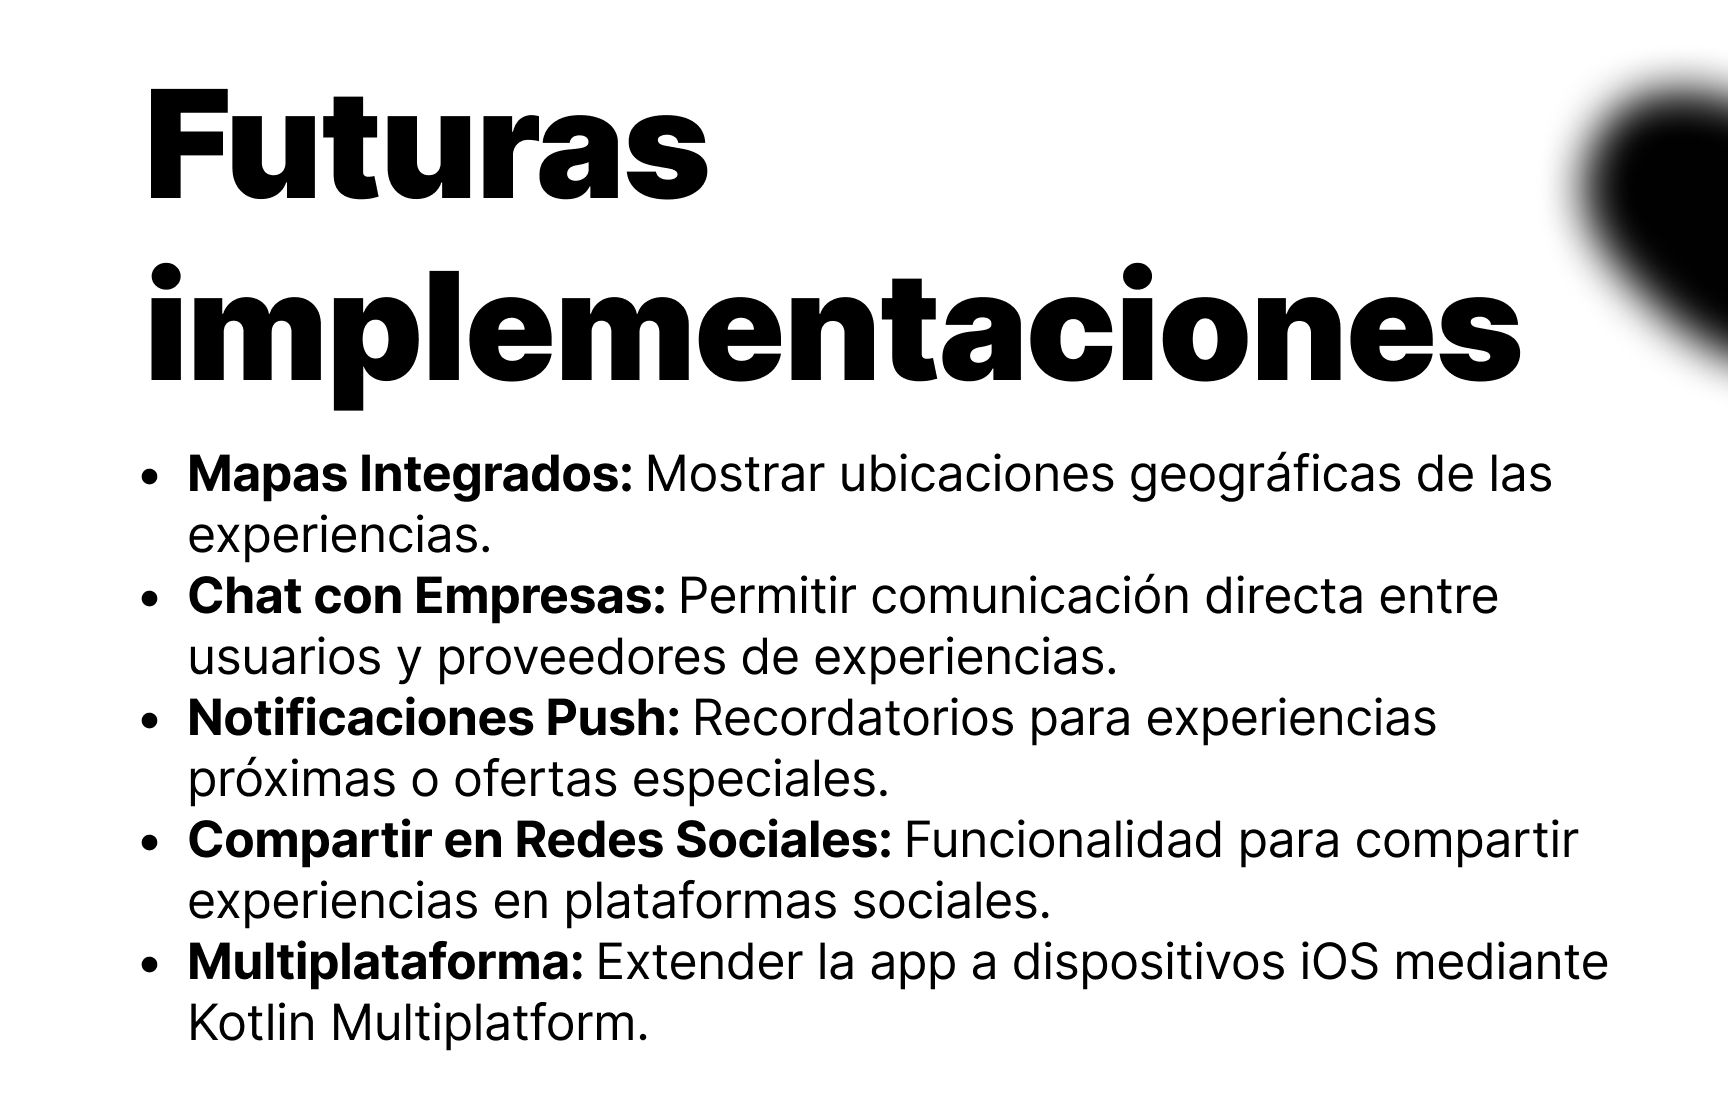 Futuras
implementaciones
• Mapas Integrados: Mostrar ubicaciones geográficas de las
experiencias.
• Chat con Empresas: Permitir comunicación directa entre
usuarios y proveedores de experiencias.
• Notificaciones Push: Recordatorios para experiencias
próximas o ofertas especiales.
• Compartir en Redes Sociales: Funcionalidad para compartir
experiencias en plataformas sociales.
• Multiplataforma: Extender la app a dispositivos iOS mediante
Kotlin Multiplatform.